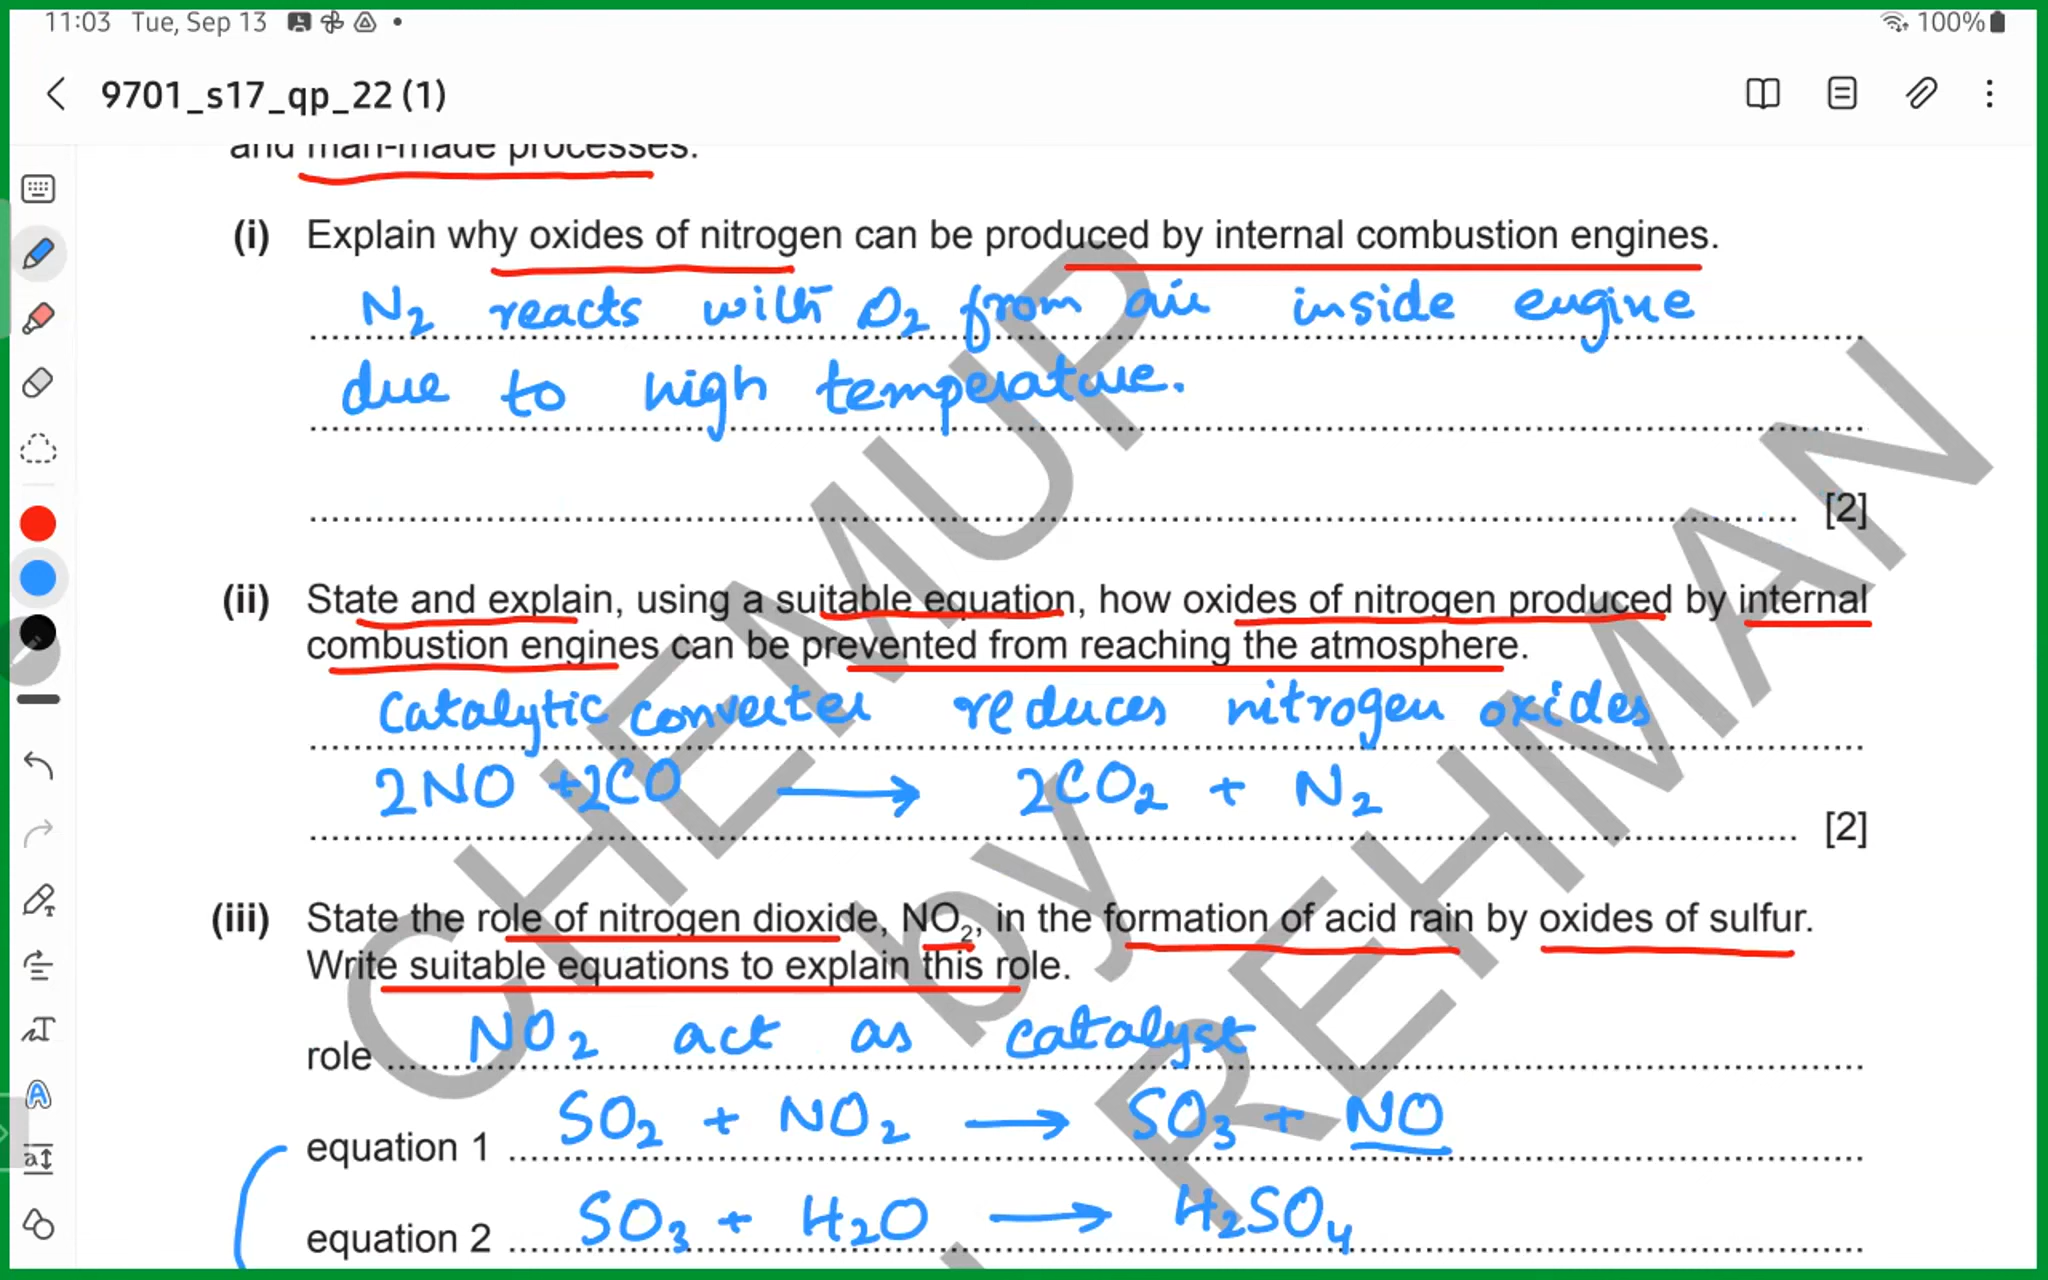 11:03 Tue, Sep 13 100%
9701_s17_qp_22 (1)
and man-made processes.
(i) Explain why oxides of nitrogen can be produced by internal combustion engines.
N₂ reacts with O₂ from air inside engine
due to high temperature.
[2]
(ii) State and explain, using a suitable equation, how oxides of nitrogen produced by internal
combustion engines can be prevented from reaching the atmosphere.
Catalytic converter reduces nitrogen oxides
2NO + 2CO → 2CO₂ + N₂
[2]
(iii) State the role of nitrogen dioxide, NO₂, in the formation of acid rain by oxides of sulfur.
Write suitable equations to explain this role.
role NO₂ act as catalyst
equation 1 SO₂ + NO₂ → SO₃ + NO
equation 2 SO₃ + H₂O → H₂SO₄
CHEMUP
by
REHMAN